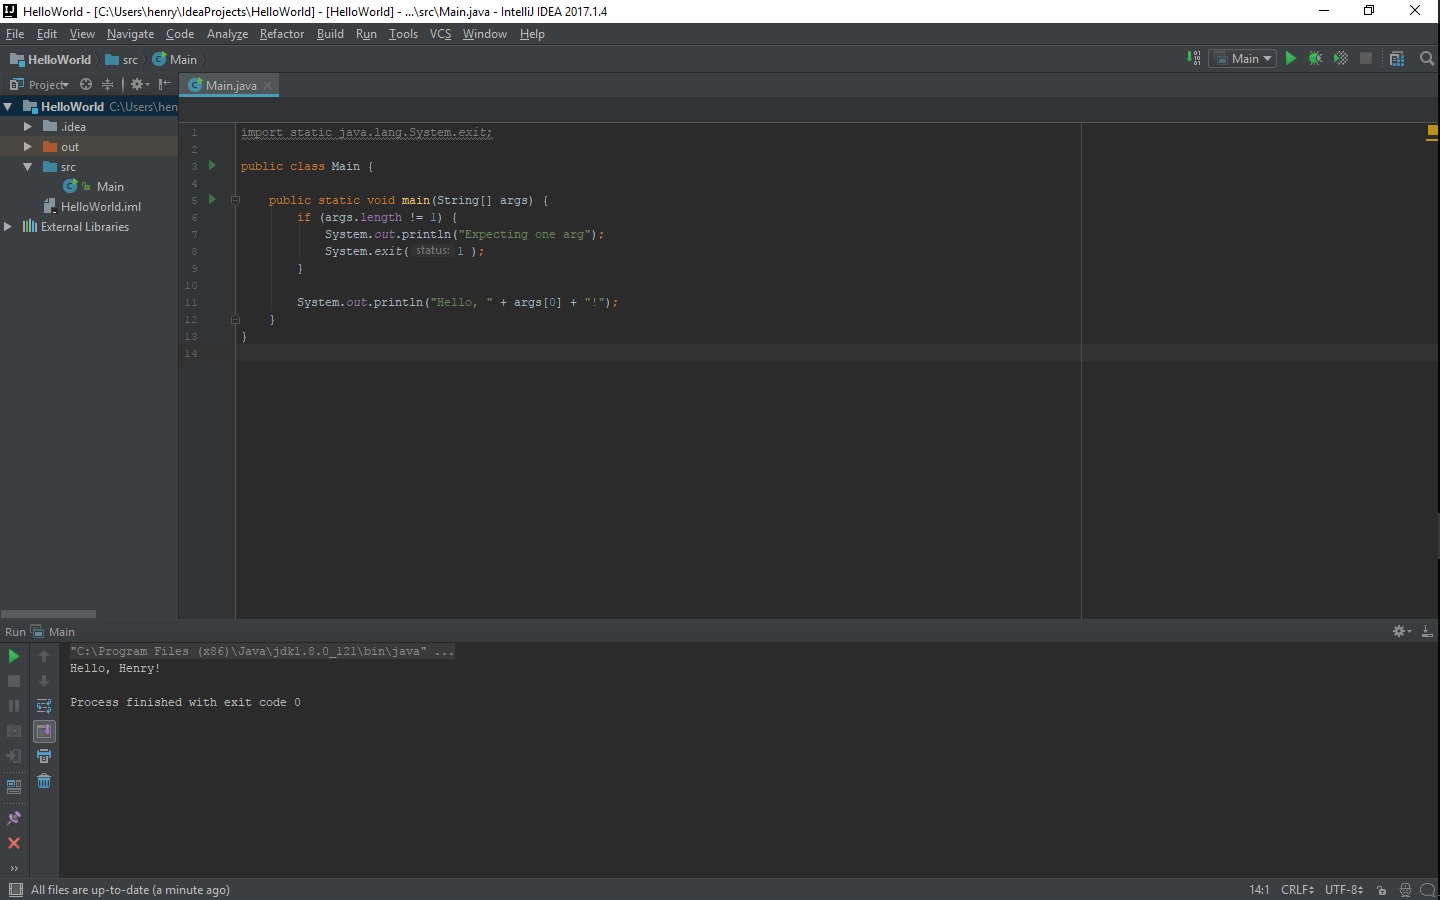 HelloWorld - [C:\Users\henry\IdeaProjects\HelloWorld] - [HelloWorld] - ...\src\Main.java - IntelliJ IDEA 2017.1.4
File Edit View Navigate Code Analyze Refactor Build Run Tools VCS Window Help
HelloWorld src Main
Main
Project
Main.java
HelloWorld C:\Users\hen
.idea
out
src
Main
HelloWorld.iml
External Libraries
1 import static java.lang.System.exit;
2
3 public class Main {
4
5 public static void main(String[] args) {
6 if (args.length != 1) {
7 System.out.println("Expecting one arg");
8 System.exit( status: 1 );
9 }
10
11 System.out.println("Hello, " + args[0] + "!");
12 }
13 }
14
Run Main
"C:\Program Files (x86)\Java\jdk1.8.0_121\bin\java" ...
Hello, Henry!
Process finished with exit code 0
All files are up-to-date (a minute ago)
14:1 CRLF UTF-8